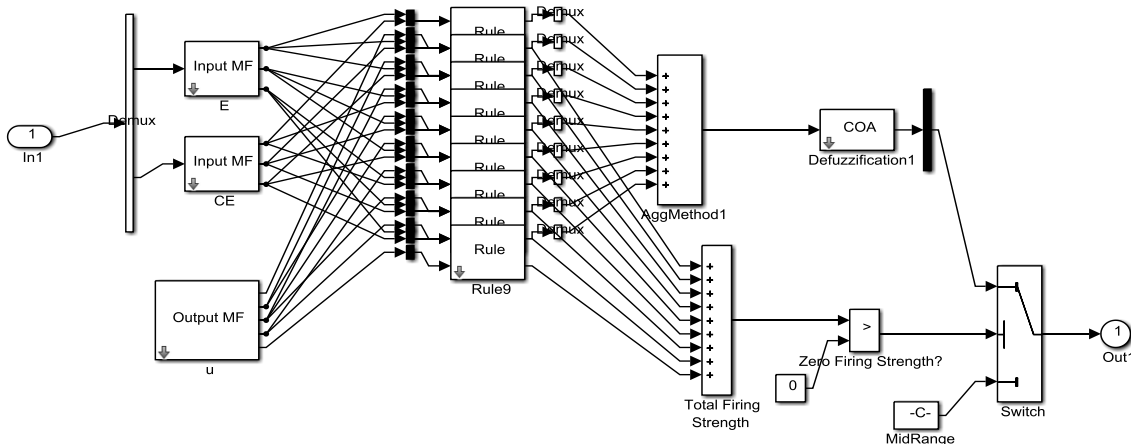 1
In1
Demux
Input MF
E
Input MF
CE
Output MF
u
Rule
Rule
Rule
Rule
Rule
Rule
Rule
Rule
Rule
Rule9
Demux
Demux
Demux
Demux
Demux
Demux
Demux
Demux
Demux
+
+
+
+
+
+
+
+
+
AggMethod1
+
+
+
+
+
+
+
+
+
Total Firing
Strength
COA
Defuzzification1
>
Zero Firing Strength?
0
-C-
MidRange
Switch
1
Out1